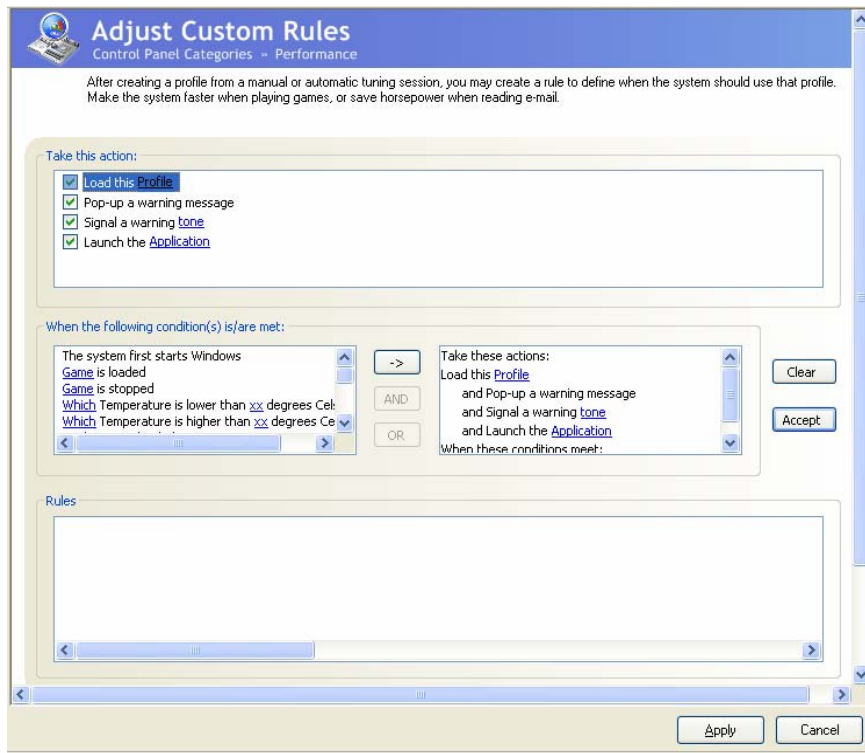 Adjust Custom Rules
Control Panel Categories » Performance
After creating a profile from a manual or automatic tuning session, you may create a rule to define when the system should use that profile.
Make the system faster when playing games, or save horsepower when reading e-mail.
Take this action:
Load this Profile
Pop-up a warning message
Signal a warning tone
Launch the Application
When the following condition(s) is/are met:
The system first starts Windows
Game is loaded
Game is stopped
Which Temperature is lower than xx degrees Cels
Which Temperature is higher than xx degrees Ce
->
AND
OR
Take these actions:
Load this Profile
and Pop-up a warning message
and Signal a warning tone
and Launch the Application
When these conditions meet:
Clear
Accept
Rules
Apply
Cancel